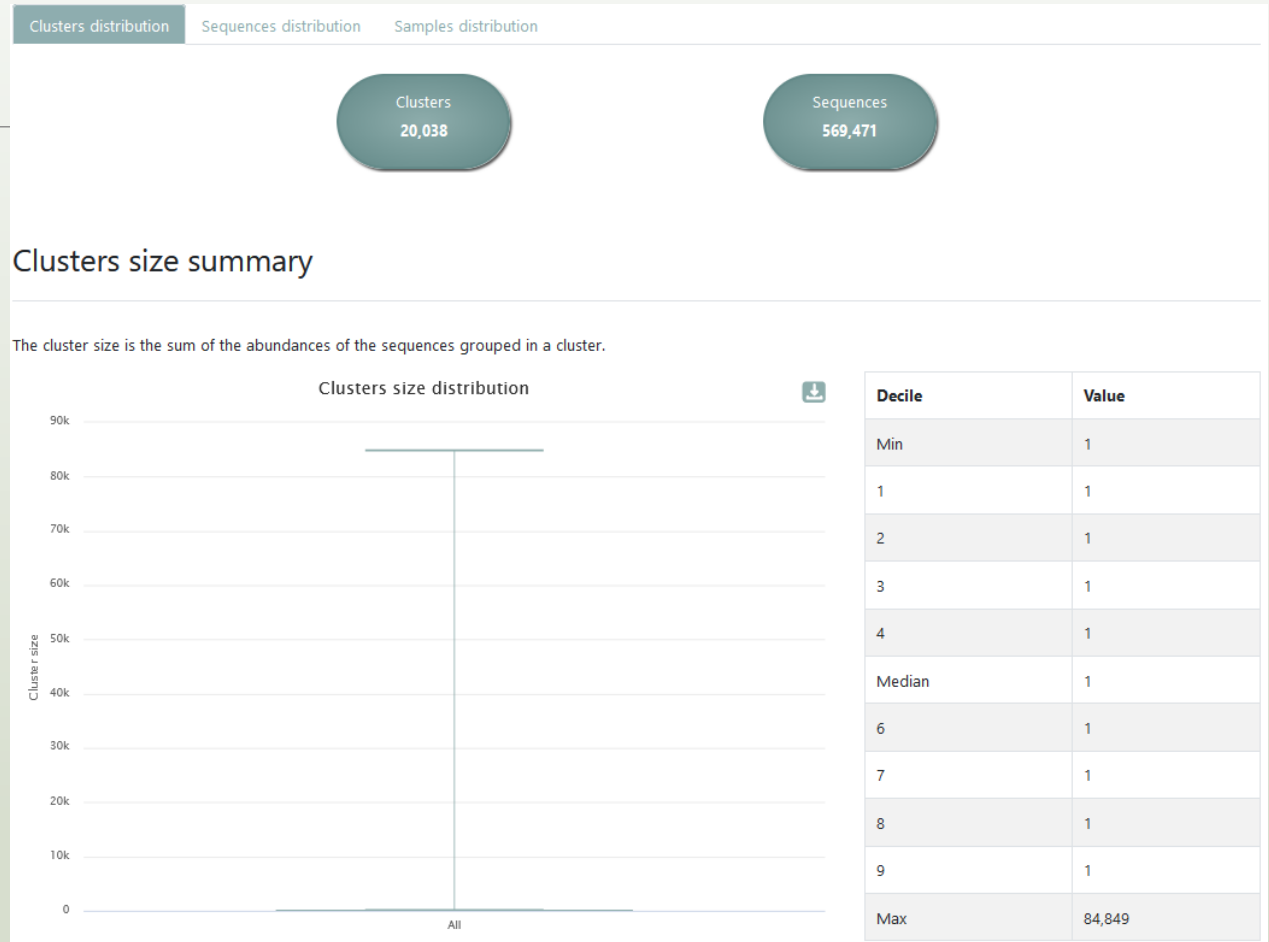 Clusters distribution Sequences distribution Samples distribution
Clusters Sequences
20,038 569,471
Clusters size summary
The cluster size is the sum of the abundances of the sequences grouped in a cluster.
Clusters size distribution
90k
80k
70k
60k
50k
40k
30k
20k
10k
0
Cluster size
All
Decile Value
Min 1
1 1
2 1
3 1
4 1
Median 1
6 1
7 1
8 1
9 1
Max 84,849